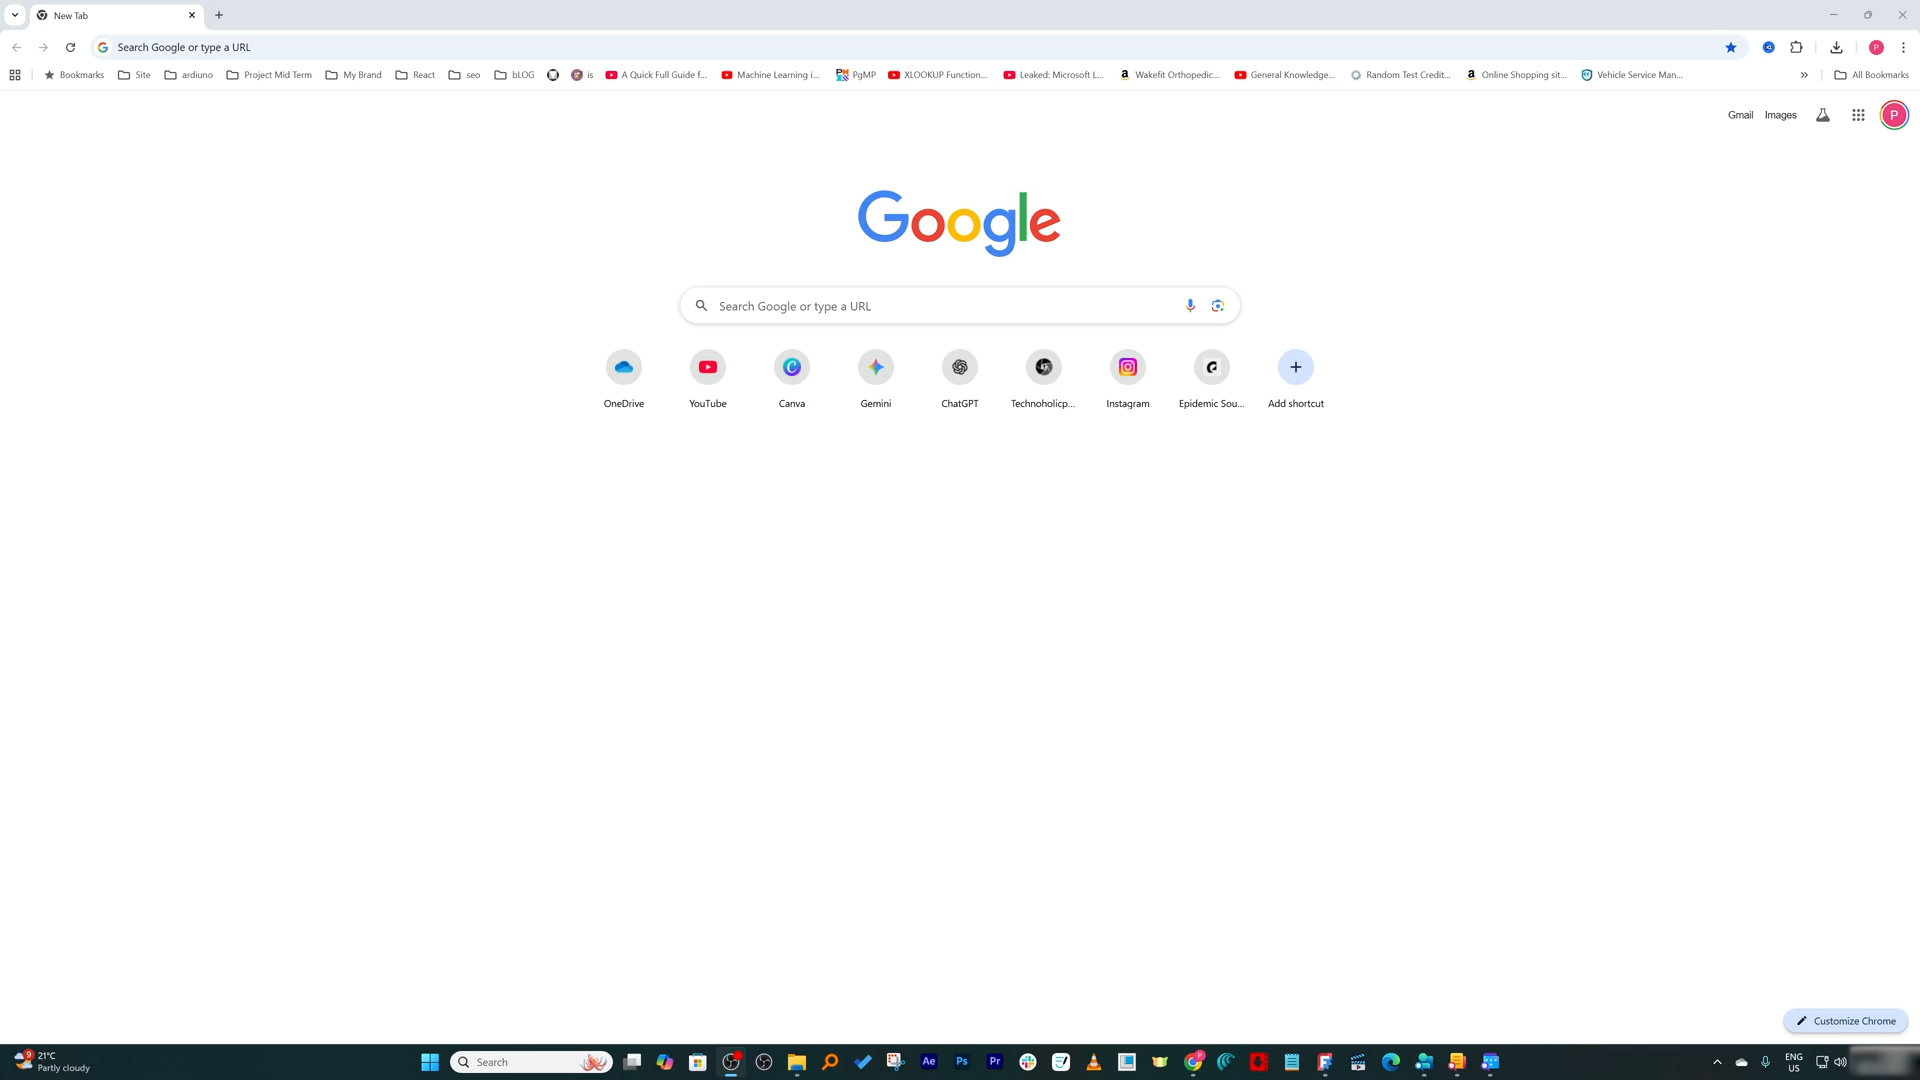 New Tab
Search Google or type a URL
Bookmarks Site ardiuno Project Mid Term My Brand React seo bLOG is A Quick Full Guide f... Machine Learning i... PgMP XLOOKUP Function... Leaked: Microsoft L... Wakefit Orthopedic... General Knowledge... Random Test Credit... Online Shopping sit... Vehicle Service Man... » All Bookmarks
Gmail Images P
Google
Search Google or type a URL
OneDrive YouTube Canva Gemini ChatGPT Technoholicp... Instagram Epidemic Sou... Add shortcut
Customize Chrome
9 21°C
Partly cloudy
Search
Ae Ps Pr
ENG
US